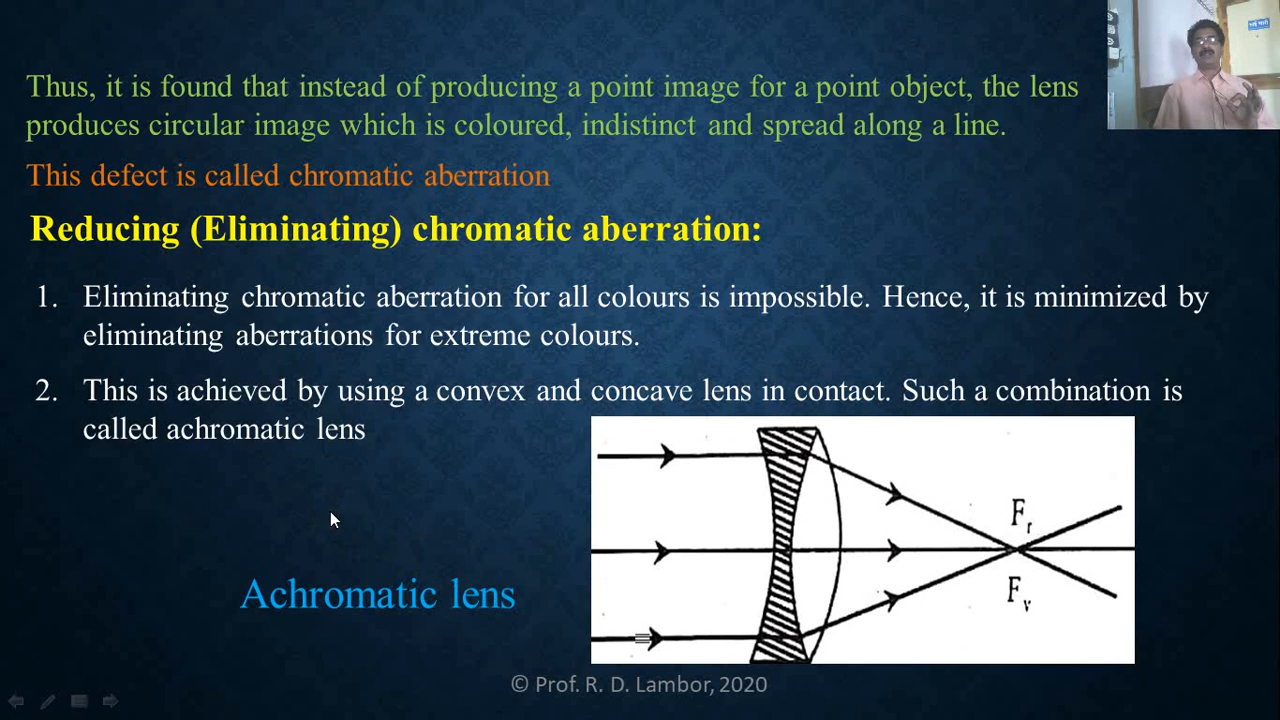 Thus, it is found that instead of producing a point image for a point object, the lens
produces circular image which is coloured, indistinct and spread along a line.
This defect is called chromatic aberration
Reducing (Eliminating) chromatic aberration:
1. Eliminating chromatic aberration for all colours is impossible. Hence, it is minimized by
eliminating aberrations for extreme colours.
2. This is achieved by using a convex and concave lens in contact. Such a combination is
called achromatic lens
F r
F v
Achromatic lens
© Prof. R. D. Lambor, 2020